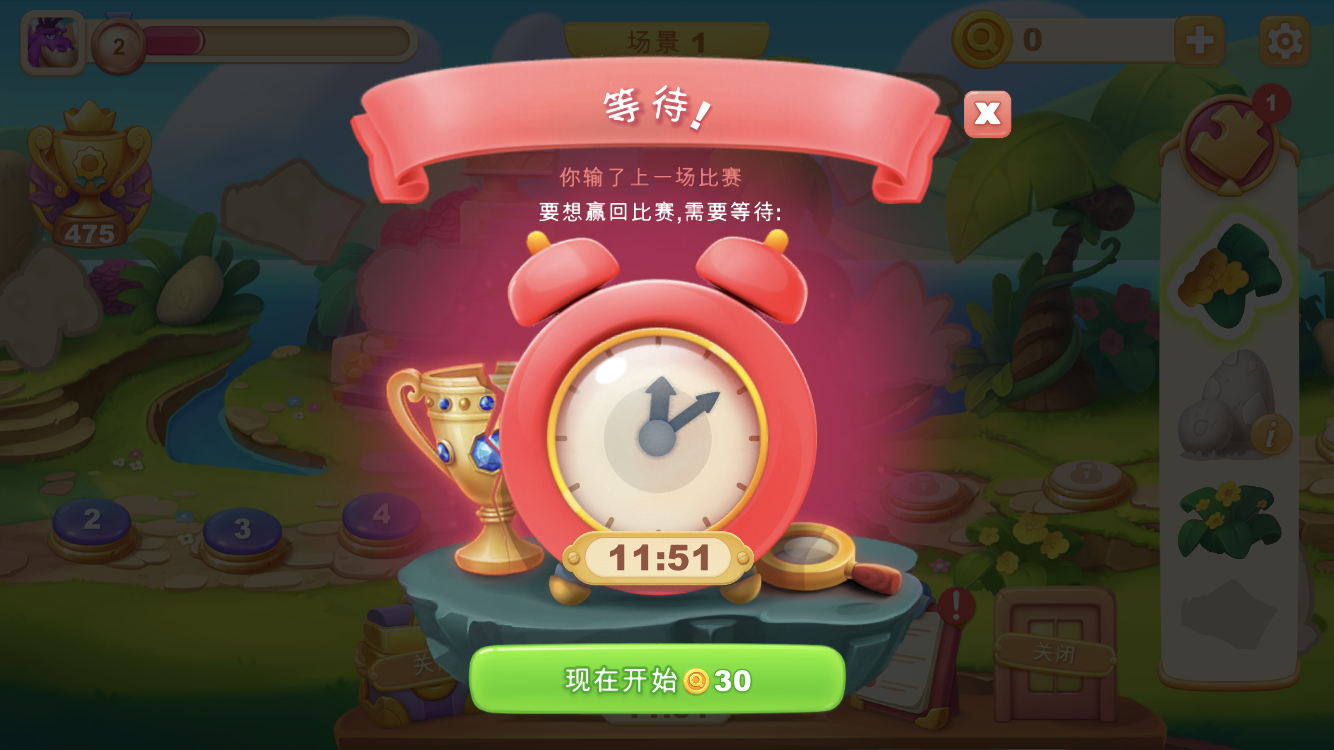 2
场景 1
0
等待!
1
你输了上一场比赛
要想赢回比赛,需要等待:
475
i
2
3
4
11:51
!
关闭
现在开始 30